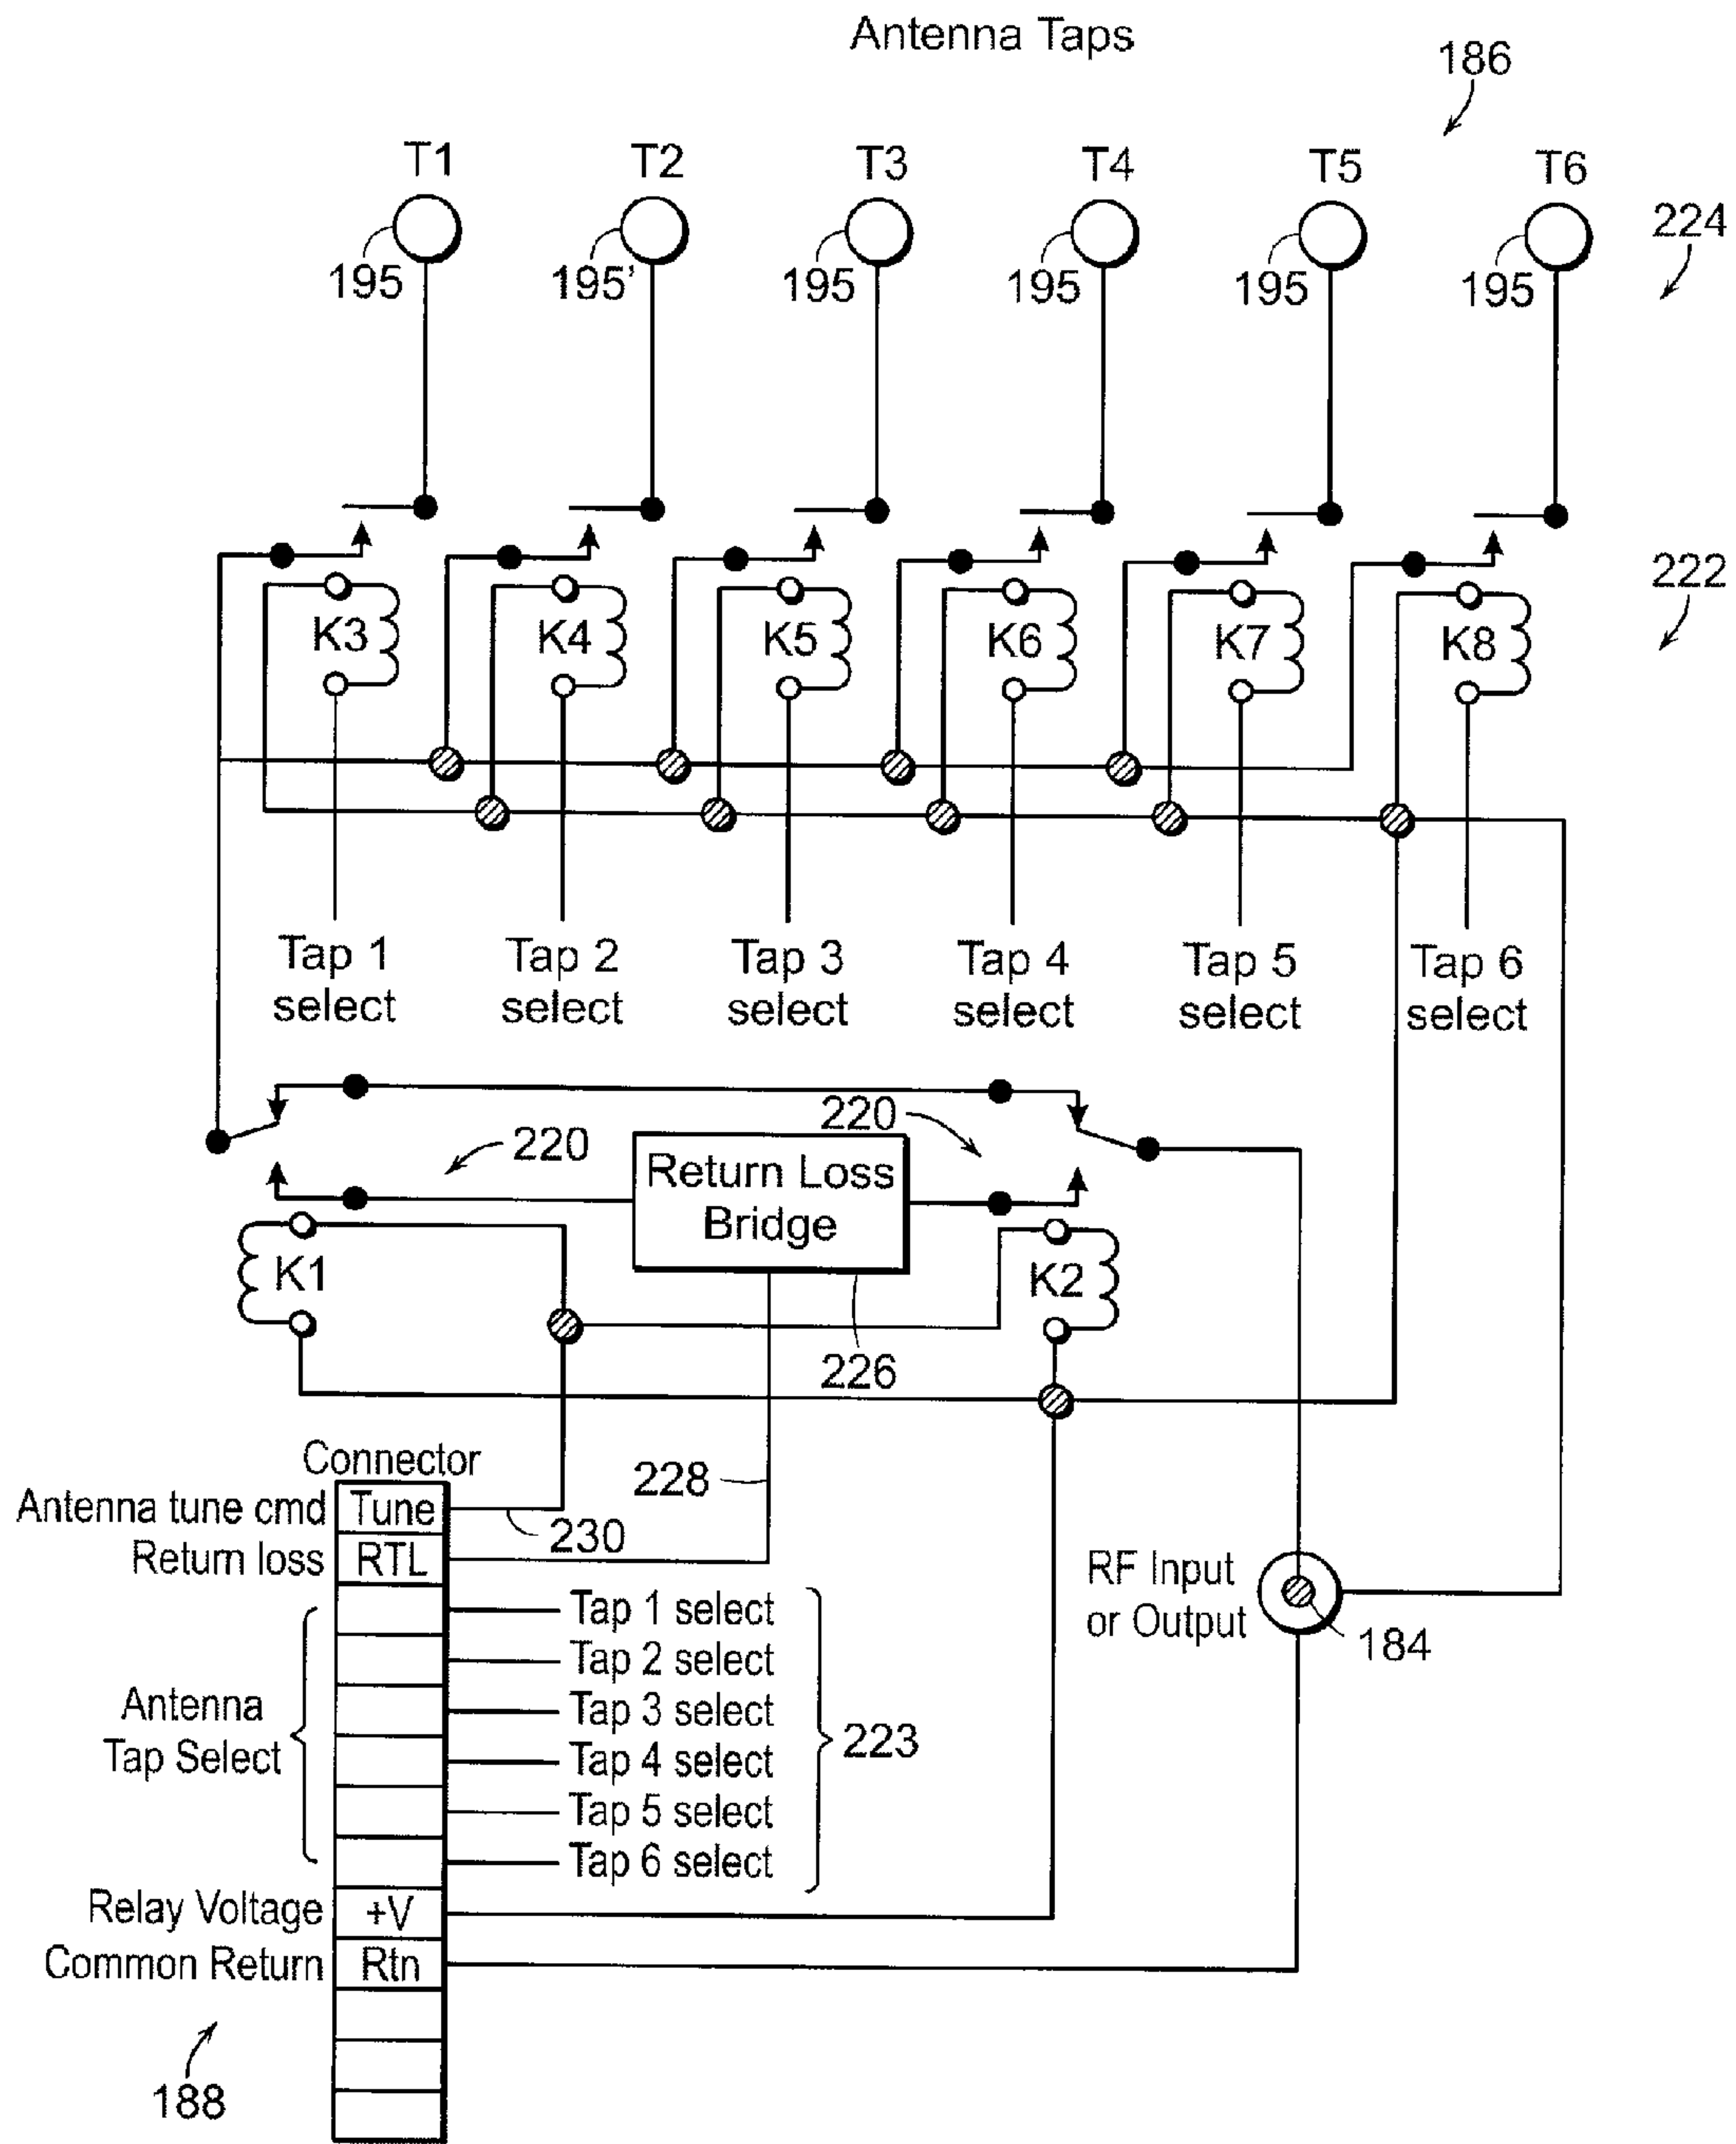 Antenna Taps
186
T1 T2 T3 T4 T5 T6
224
195 195' 195 195 195 195
222
K3 K4 K5 K6 K7 K8
Tap 1 select
Tap 2 select
Tap 3 select
Tap 4 select
Tap 5 select
Tap 6 select
220
220
Return Loss
Bridge
K1
K2
226
Connector
228
Antenna tune cmd Tune
230
Return loss RTL
RF Input
or Output
184
Tap 1 select
Tap 2 select
Tap 3 select
Tap 4 select
Tap 5 select
Tap 6 select
Antenna
Tap Select
223
Relay Voltage +V
Common Return Rtn
188